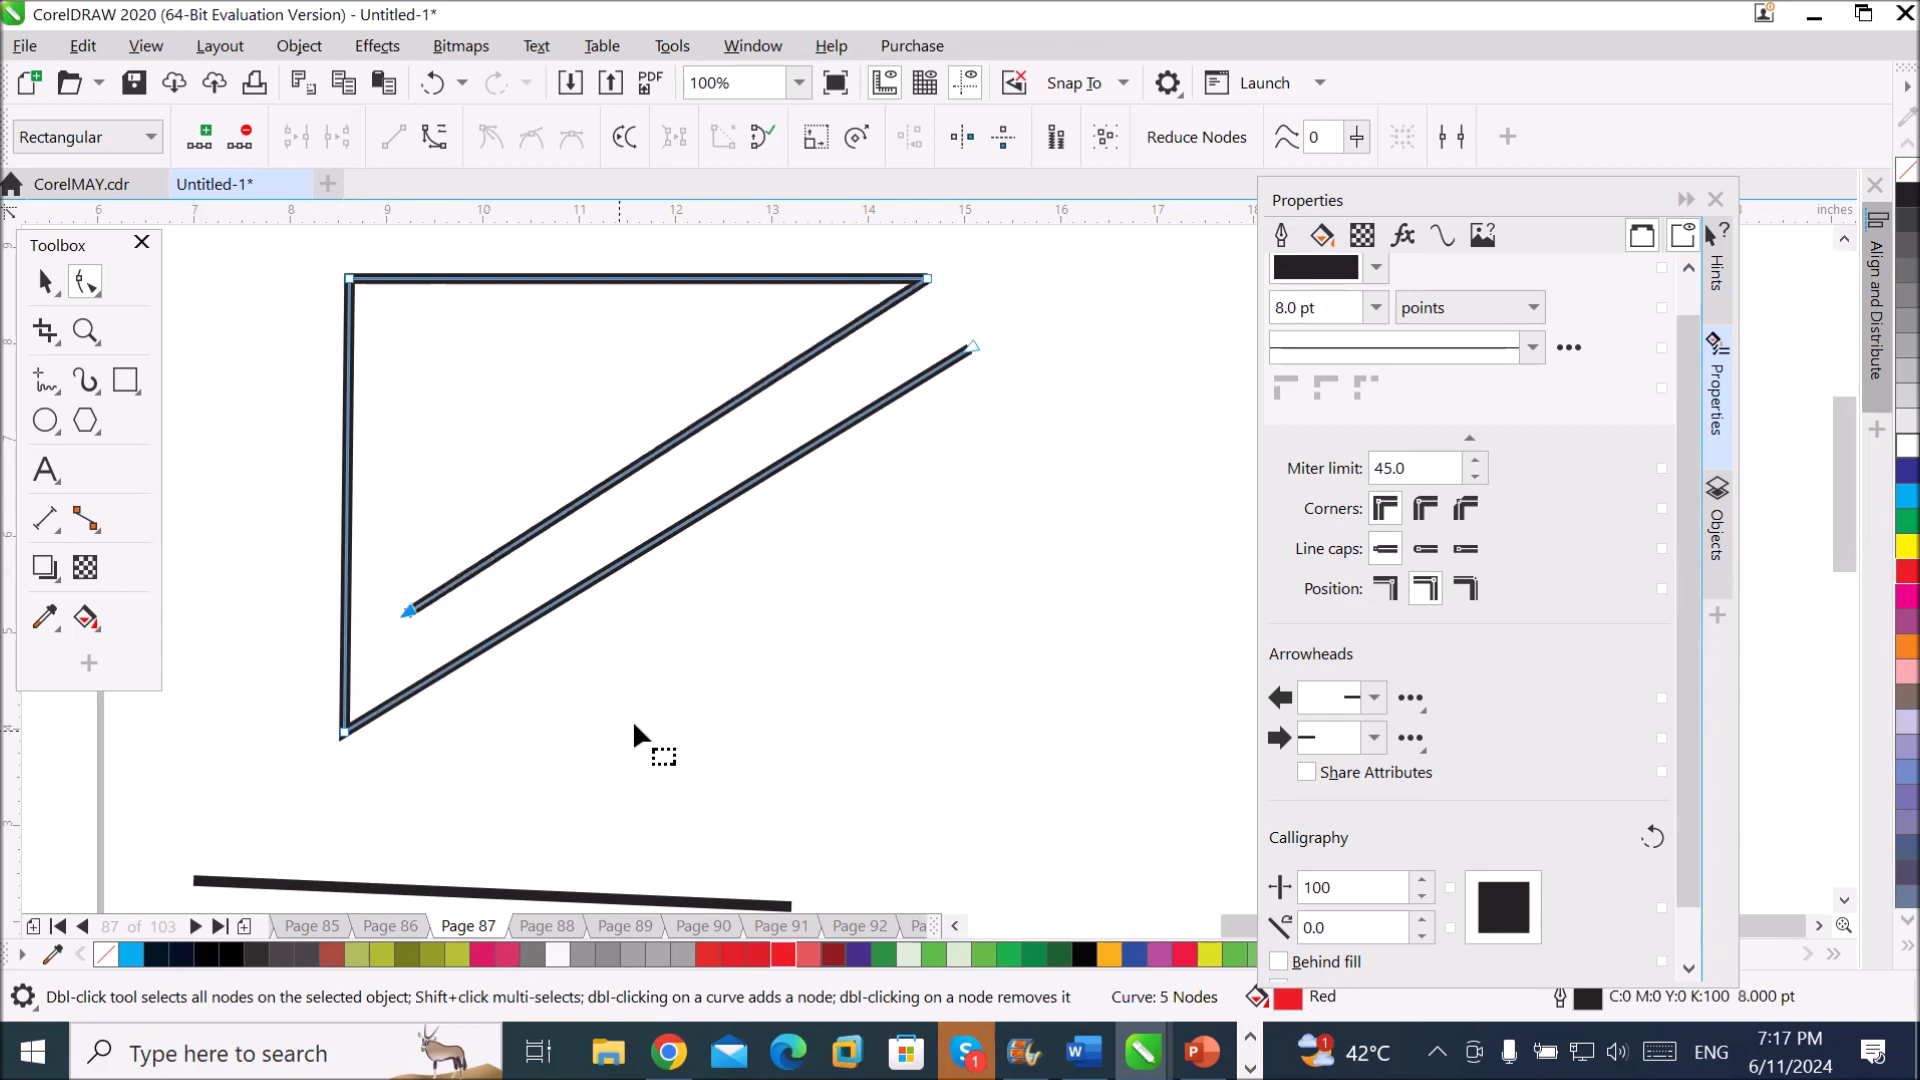 CorelDRAW 2020 (64-Bit Evaluation Version) - Untitled-1*
File Edit View Layout Object Effects Bitmaps Text Table Tools Window Help Purchase
PDF 100% Snap To Launch
Rectangular Reduce Nodes 0
CorelMAY.cdr Untitled-1*
6 7 8 9 10 11 12 13 14 15 16 17 inches
Toolbox
Properties
Hints
Properties
Objects
Align and Distribute
8.0 pt points
Miter limit: 45.0
Corners:
Line caps:
Position:
Arrowheads
Share Attributes
Calligraphy
100
0.0
Behind fill
87 of 103 Page 85 Page 86 Page 87 Page 88 Page 89 Page 90 Page 91 Page 92 Pa
Dbl-click tool selects all nodes on the selected object; Shift+click multi-selects; dbl-clicking on a curve adds a node; dbl-clicking on a node removes it Curve: 5 Nodes Red C:0 M:0 Y:0 K:100 8.000 pt
Type here to search 1 1 42°C ENG 7:17 PM
6/11/2024